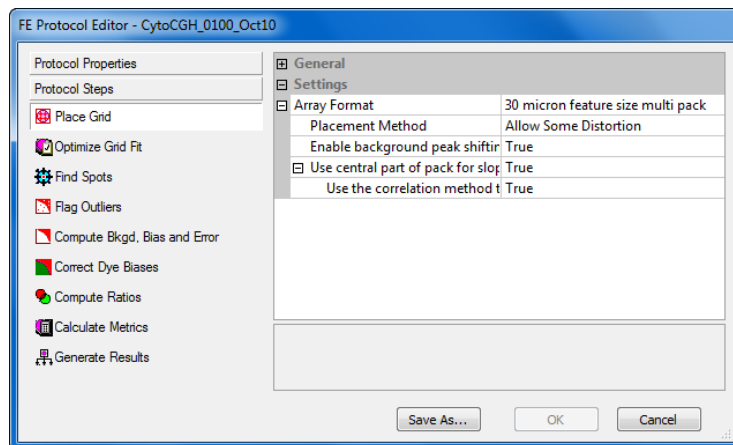 FE Protocol Editor - CytoCGH_0100_Oct10
Protocol Properties
Protocol Steps
Place Grid
Optimize Grid Fit
Find Spots
Flag Outliers
Compute Bkgd, Bias and Error
Correct Dye Biases
Compute Ratios
Calculate Metrics
Generate Results
General
Settings
Array Format 30 micron feature size multi pack
Placement Method Allow Some Distortion
Enable background peak shiftin True
Use central part of pack for slop True
Use the correlation method t True
Save As... OK Cancel